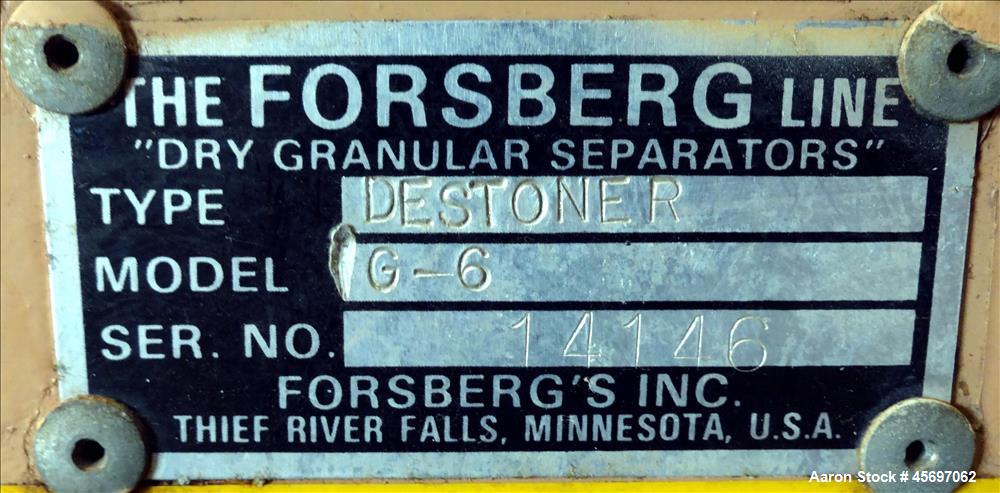 THE FORSBERG LINE
"DRY GRANULAR SEPARATORS"
TYPE DESTONER
MODEL G-6
SER. NO. 14146
FORSBERG'S INC.
THIEF RIVER FALLS, MINNESOTA, U.S.A.
Aaron Stock # 45697062